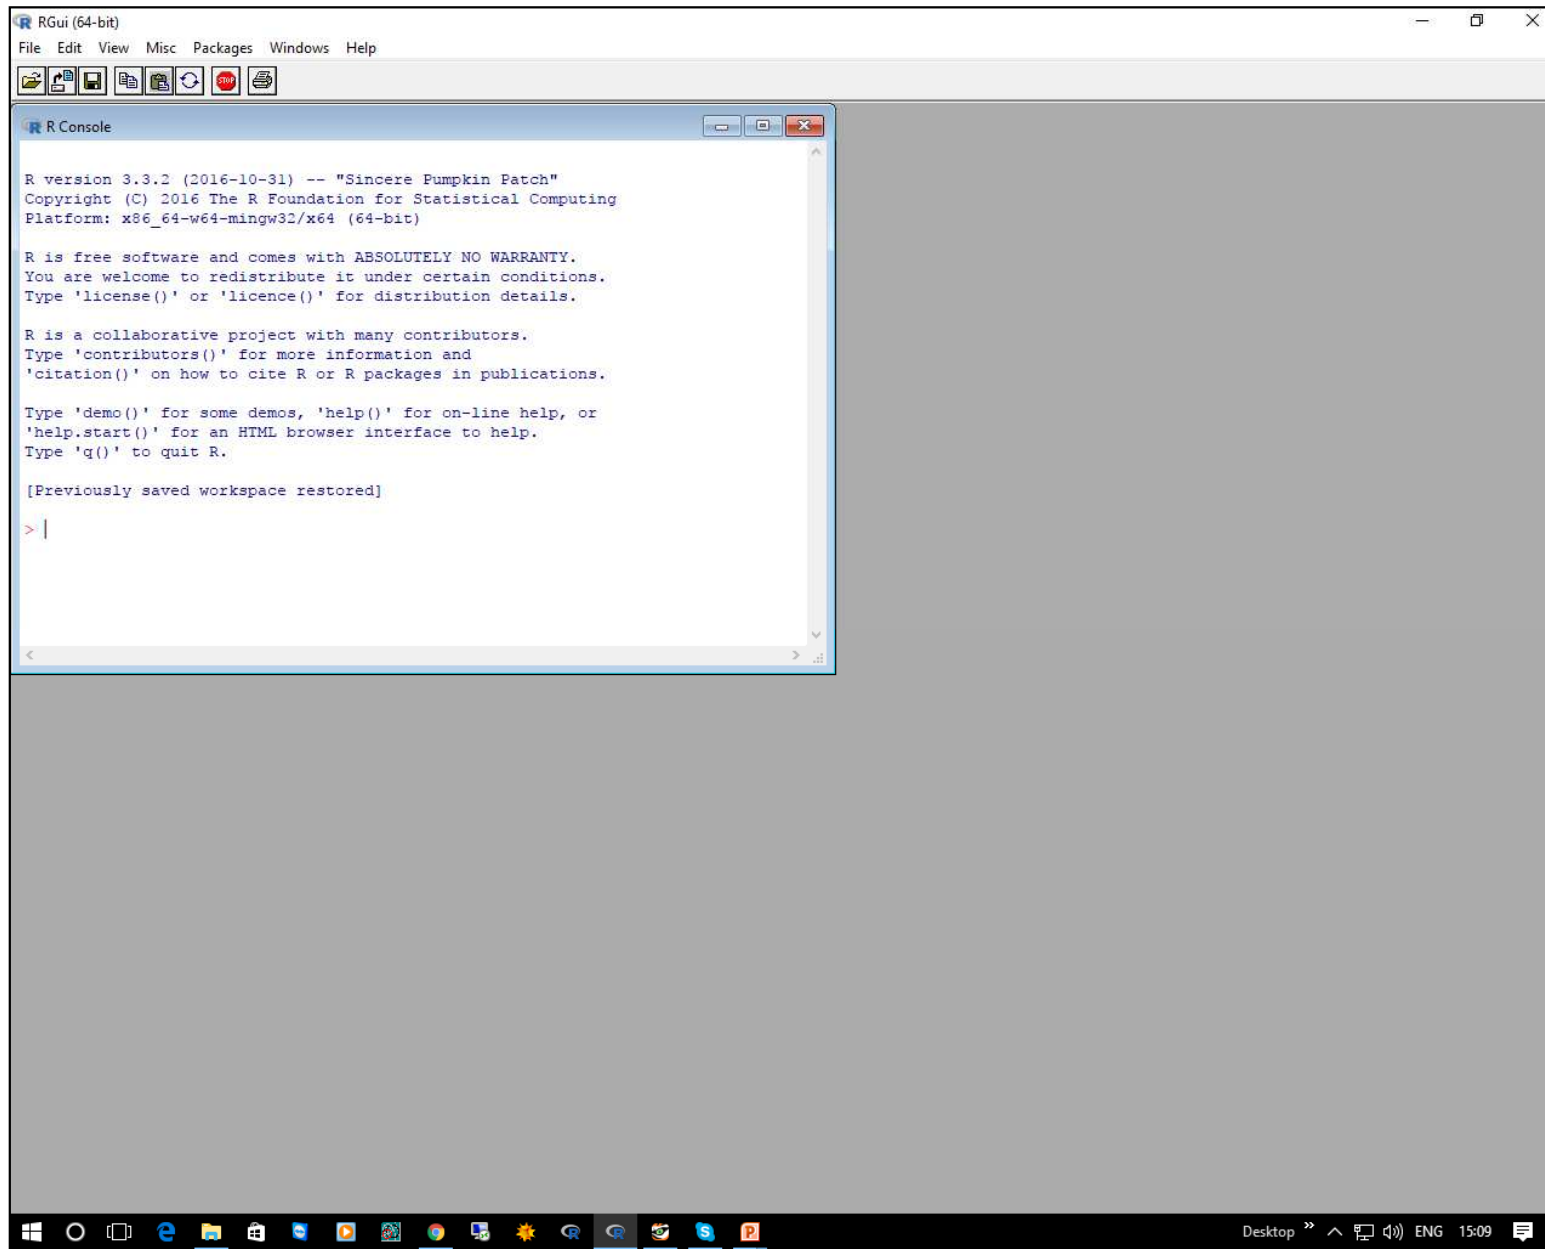 RGui (64-bit)
File Edit View Misc Packages Windows Help
STOP
R Console
R version 3.3.2 (2016-10-31) -- "Sincere Pumpkin Patch"
Copyright (C) 2016 The R Foundation for Statistical Computing
Platform: x86_64-w64-mingw32/x64 (64-bit)
R is free software and comes with ABSOLUTELY NO WARRANTY.
You are welcome to redistribute it under certain conditions.
Type 'license()' or 'licence()' for distribution details.
R is a collaborative project with many contributors.
Type 'contributors()' for more information and
'citation()' on how to cite R or R packages in publications.
Type 'demo()' for some demos, 'help()' for on-line help, or
'help.start()' for an HTML browser interface to help.
Type 'q()' to quit R.
[Previously saved workspace restored]
>
Desktop » ENG 15:09